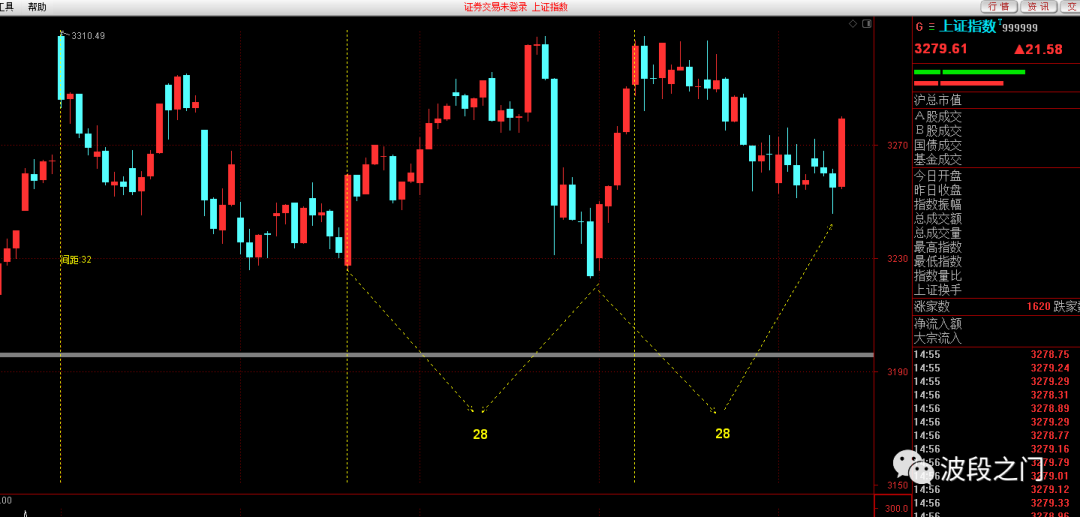 工具 帮助
证券交易未登录 上证指数
行情 资讯 交
3310.49
3270
3230
间距:32
3190
28
28
3150
300.0
.00
G 上证指数 999999
3279.61 ▲21.58
沪总市值
A股成交
B股成交
国债成交
基金成交
今日开盘
昨日收盘
指数振幅
总成交额
总成交量
最高指数
最低指数
指数量比
上证换手
涨家数 1620 跌家数
净流入额
大宗流入
14:55 3278.75
14:55 3279.24
14:55 3279.29
14:56 3278.31
14:56 3278.89
14:56 3279.29
14:56 3278.77
14:56 3279.16
3279.79
3279.01
14:56 3279.12
14:56 3279.33
14:56 3278.96
波段之门